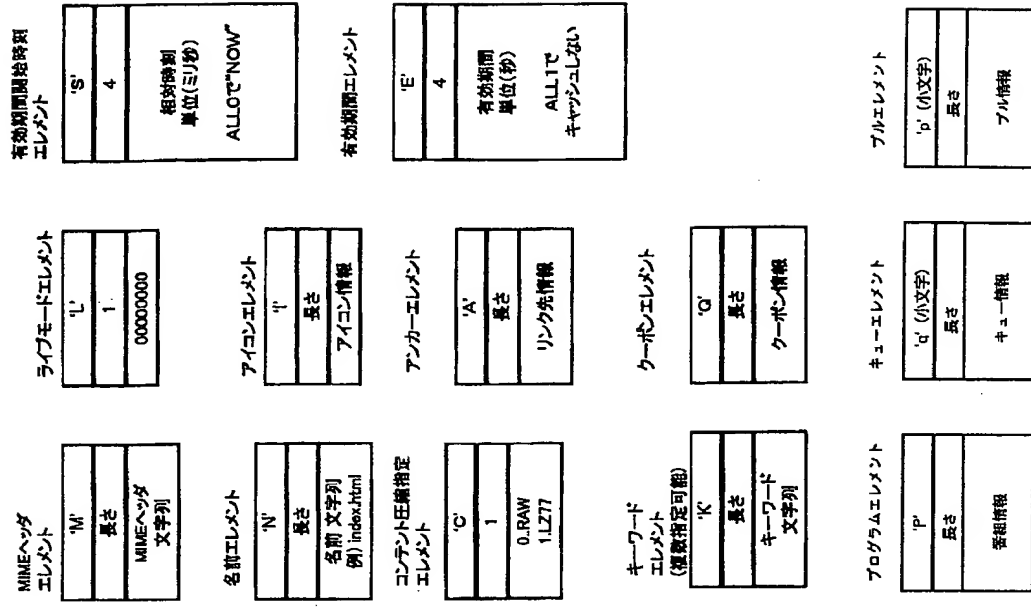 MIMEヘッダ
エレメント
'M'
長さ
MIMEヘッダ
文字列
ライブモードエレメント
'L'
1
00000000
有効期間開始時刻
エレメント
'S'
4
相対時刻
単位(ミリ秒)
ALL0で"NOW"
名前エレメント
'N'
長さ
名前 文字列
例) index.html
アイコンエレメント
'I'
長さ
アイコン情報
有効期間エレメント
'E'
4
有効期間
単位(秒)
ALL1で
キャッシュしない
コンテント圧縮指定
エレメント
'C'
1
0..RAW
1..LZ77
アンカーエレメント
'A'
長さ
リンク先情報
キーワード
エレメント
(複数指定可能)
'K'
長さ
キーワード
文字列
クーポンエレメント
'Q'
長さ
クーポン情報
プログラムエレメント
'P'
長さ
番組情報
キューエレメント
'q' (小文字)
長さ
キュー情報
プルエレメント
'p' (小文字)
長さ
プル情報